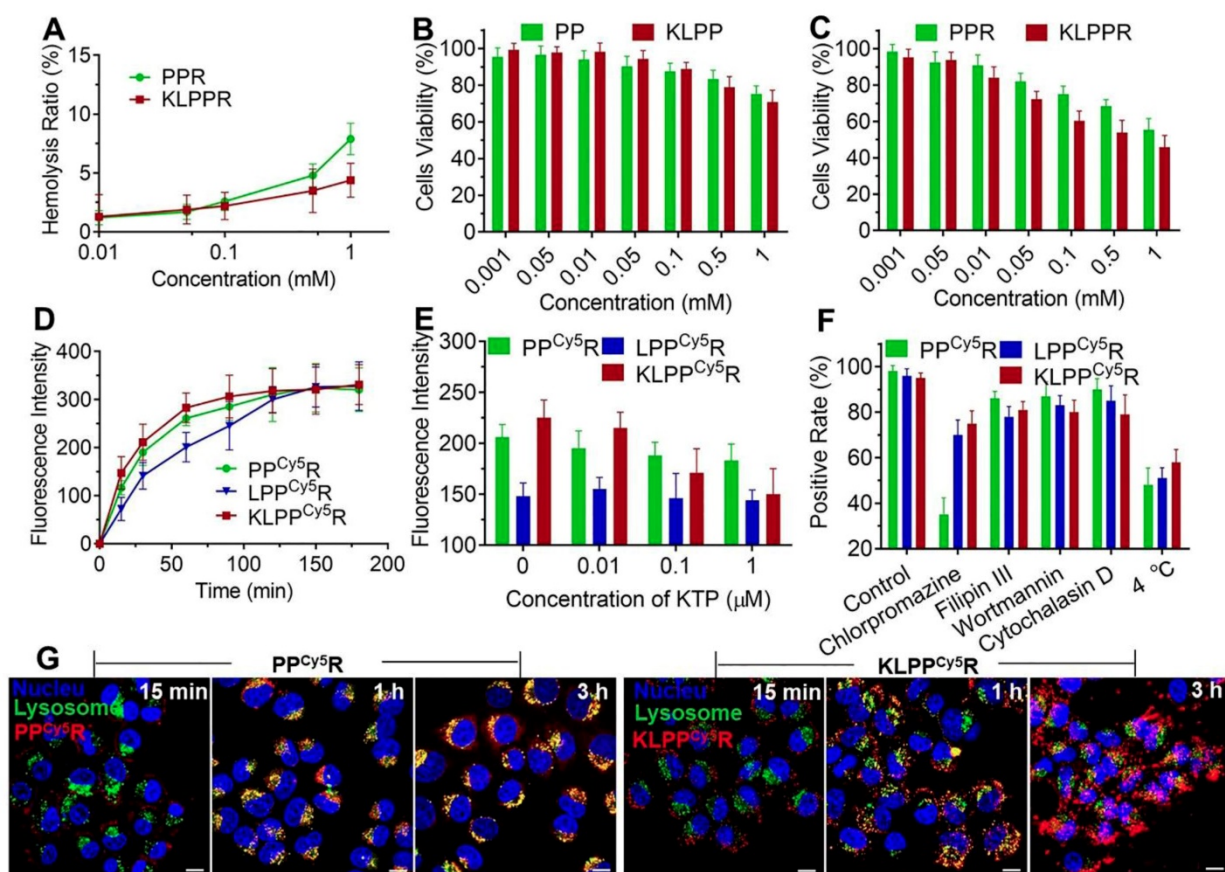 A
Hemolysis Ratio (%)
15
10
5
0
PPR
KLPPR
0.01
0.1
1
Concentration (mM)
B
Cells Viability (%)
PP
KLPP
100
80
60
40
20
0
0.001
0.05
0.01
0.05
0.1
0.5
1
Concentration (mM)
C
Cells Viability (%)
PPR
KLPPR
100
80
60
40
20
0
0.001
0.05
0.01
0.05
0.1
0.5
1
Concentration (mM)
D
Fluorescence Intensity
400
300
200
100
0
PPCy5R
LPPCy5R
KLPPCy5R
0
50
100
150
200
Time (min)
E
Fluorescence Intensity
300
250
200
150
100
PPCy5R
LPPCy5R
KLPPCy5R
0
0.01
0.1
1
Concentration of KTP (μM)
F
Positive Rate (%)
PPCy5R
LPPCy5R
KLPPCy5R
100
80
60
40
20
Control
Chlorpromazine
Filipin III
Wortmannin
Cytochalasin D
4 °C
G
PPCy5R
KLPPCy5R
Nucleu
Lysosome
PPCy5R
15 min
1 h
3 h
Nucleu
Lysosome
KLPPCy5R
15 min
1 h
3 h